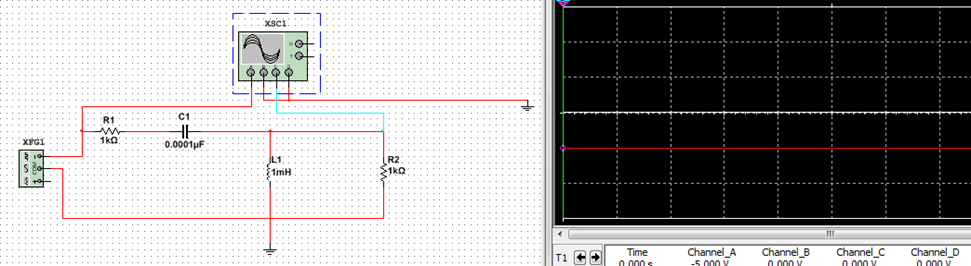 XSC1
G
T
A B C D
R1
1kΩ
C1
0.0001µF
XFG1
COM
L1
1mH
R2
1kΩ
T1
Time Channel_A Channel_B Channel_C Channel_D
0.000 s -5.000 V 0.000 V 0.000 V 0.000 V